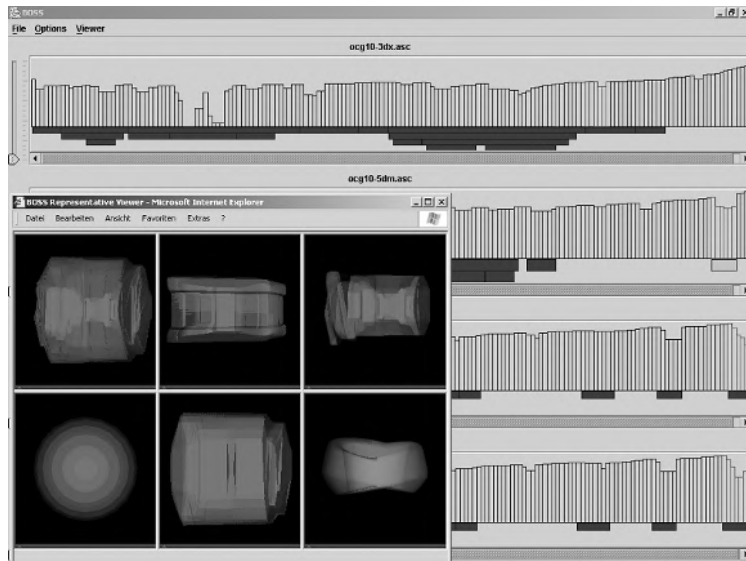 BOSS
File Options Viewer
ocg10-3dx.asc
ocg10-5dm.asc
BOSS Representative Viewer - Microsoft Internet Explorer
Datei Bearbeiten Ansicht Favoriten Extras ?